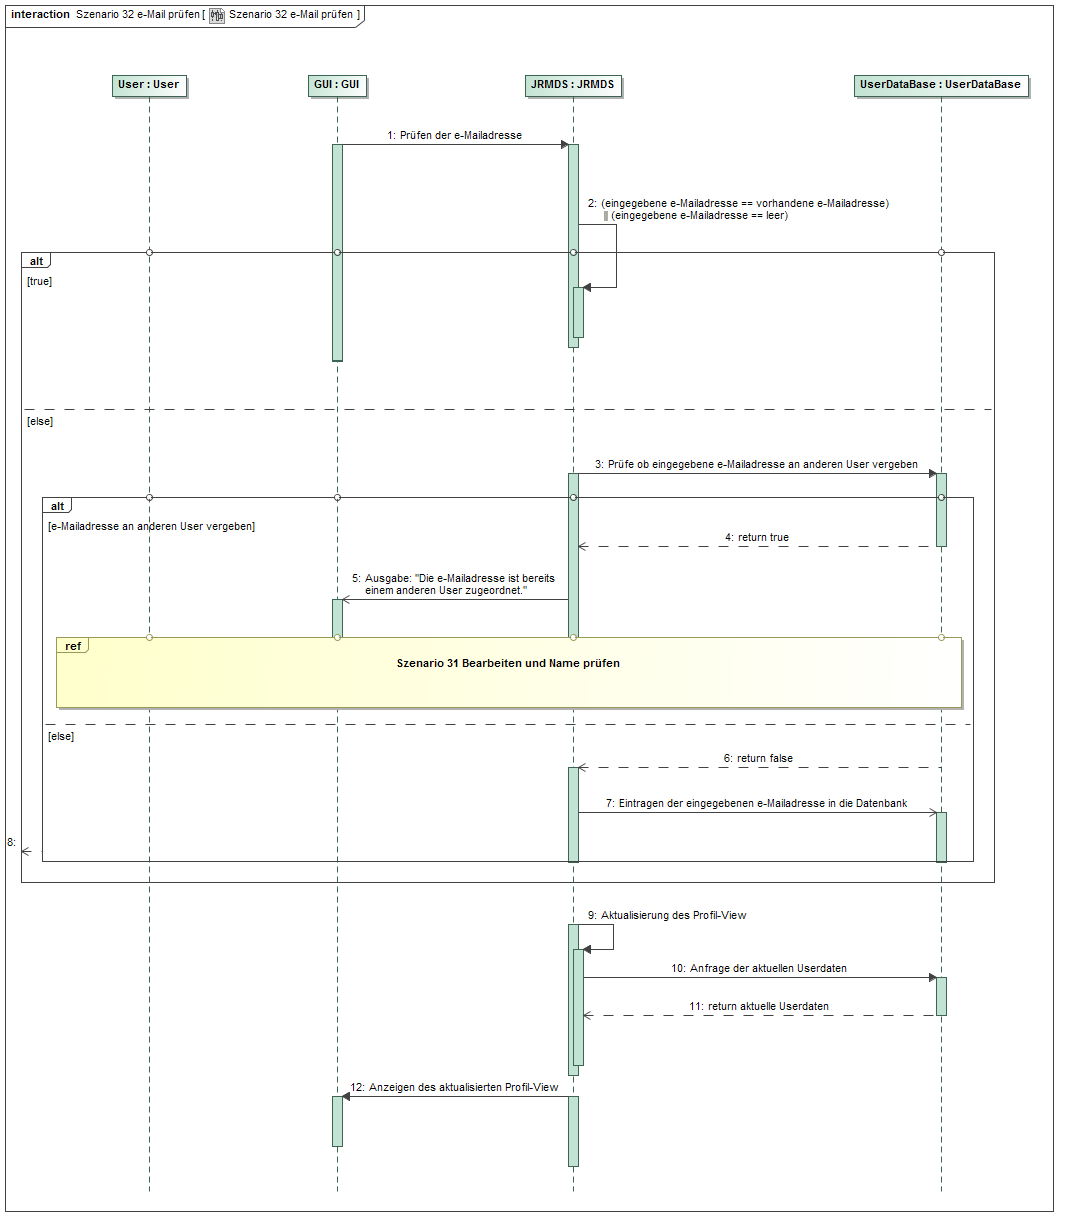 interaction Szenario 32 e-Mail prüfen [ Szenario 32 e-Mail prüfen ]
User : User
GUI : GUI
JRMDS : JRMDS
UserDataBase : UserDataBase
1: Prüfen der e-Mailadresse
2: (eingegebene e-Mailadresse == vorhandene e-Mailadresse)
(eingegebene e-Mailadresse == leer)
alt
[true]
[else]
3: Prüfe ob eingegebene e-Mailadresse an anderen User vergeben
alt
[e-Mailadresse an anderen User vergeben]
4: return true
5: Ausgabe: "Die e-Mailadresse ist bereits
einem anderen User zugeordnet."
ref
Szenario 31 Bearbeiten und Name prüfen
[else]
6: return false
7: Eintragen der eingegebenen e-Mailadresse in die Datenbank
8:
9: Aktualisierung des Profil-View
10: Anfrage der aktuellen Userdaten
11: return aktuelle Userdaten
12: Anzeigen des aktualisierten Profil-View